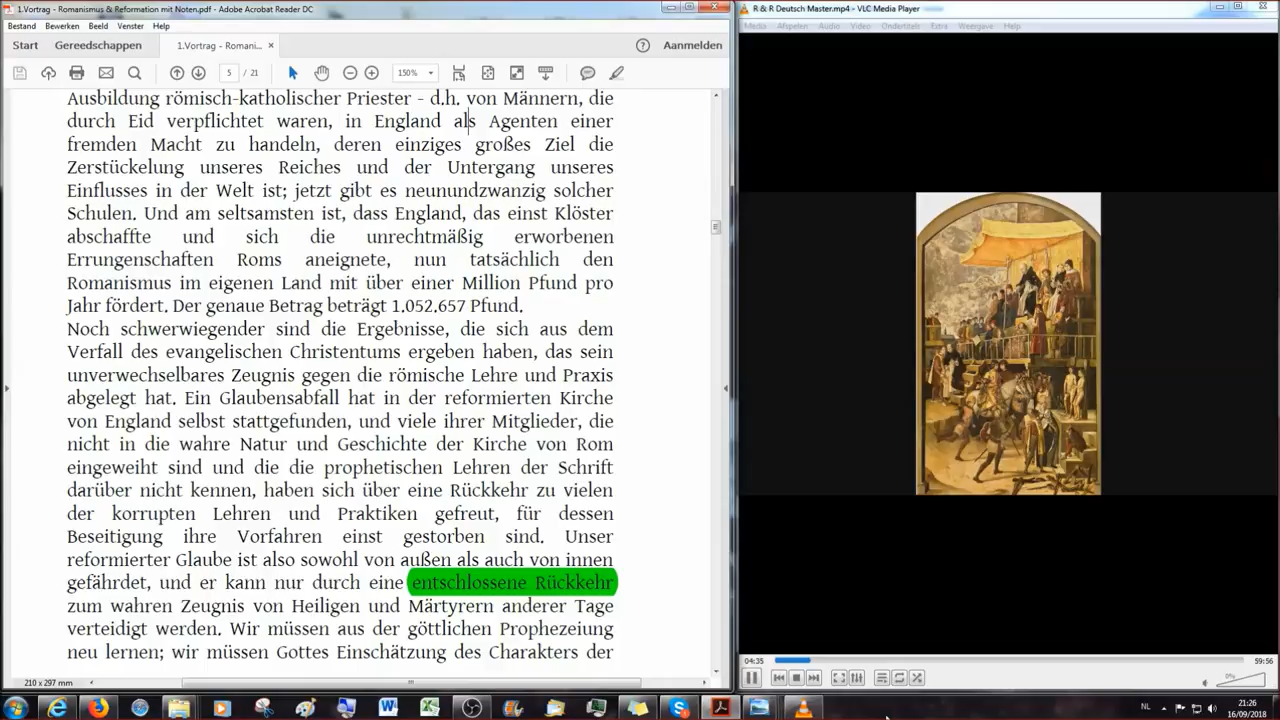 1.Vortrag - Romanismus & Reformation mit Noten.pdf - Adobe Acrobat Reader DC
Bestand Bewerken Beeld Venster Help
Start Gereedschappen 1.Vortrag - Romani... × Aanmelden
5 / 21 150%
Ausbildung römisch-katholischer Priester - d.h. von Männern, die
durch Eid verpflichtet waren, in England als Agenten einer
fremden Macht zu handeln, deren einziges großes Ziel die
Zerstückelung unseres Reiches und der Untergang unseres
Einflusses in der Welt ist; jetzt gibt es neunundzwanzig solcher
Schulen. Und am seltsamsten ist, dass England, das einst Klöster
abschaffte und sich die unrechtmäßig erworbenen
Errungenschaften Roms aneignete, nun tatsächlich den
Romanismus im eigenen Land mit über einer Million Pfund pro
Jahr fördert. Der genaue Betrag beträgt 1.052.657 Pfund.
Noch schwerwiegender sind die Ergebnisse, die sich aus dem
Verfall des evangelischen Christentums ergeben haben, das sein
unverwechselbares Zeugnis gegen die römische Lehre und Praxis
abgelegt hat. Ein Glaubensabfall hat in der reformierten Kirche
von England selbst stattgefunden, und viele ihrer Mitglieder, die
nicht in die wahre Natur und Geschichte der Kirche von Rom
eingeweiht sind und die die prophetischen Lehren der Schrift
darüber nicht kennen, haben sich über eine Rückkehr zu vielen
der korrupten Lehren und Praktiken gefreut, für dessen
Beseitigung ihre Vorfahren einst gestorben sind. Unser
reformierter Glaube ist also sowohl von außen als auch von innen
gefährdet, und er kann nur durch eine entschlossene Rückkehr
zum wahren Zeugnis von Heiligen und Märtyrern anderer Tage
verteidigt werden. Wir müssen aus der göttlichen Prophezeiung
neu lernen; wir müssen Gottes Einschätzung des Charakters der
210 x 297 mm
R & R Deutsch Master.mp4 - VLC Media Player
Media Afspelen Audio Video Ondertitels Extra Weergave Help
04:35 59:56
0%
NL 21:26
16/09/2018